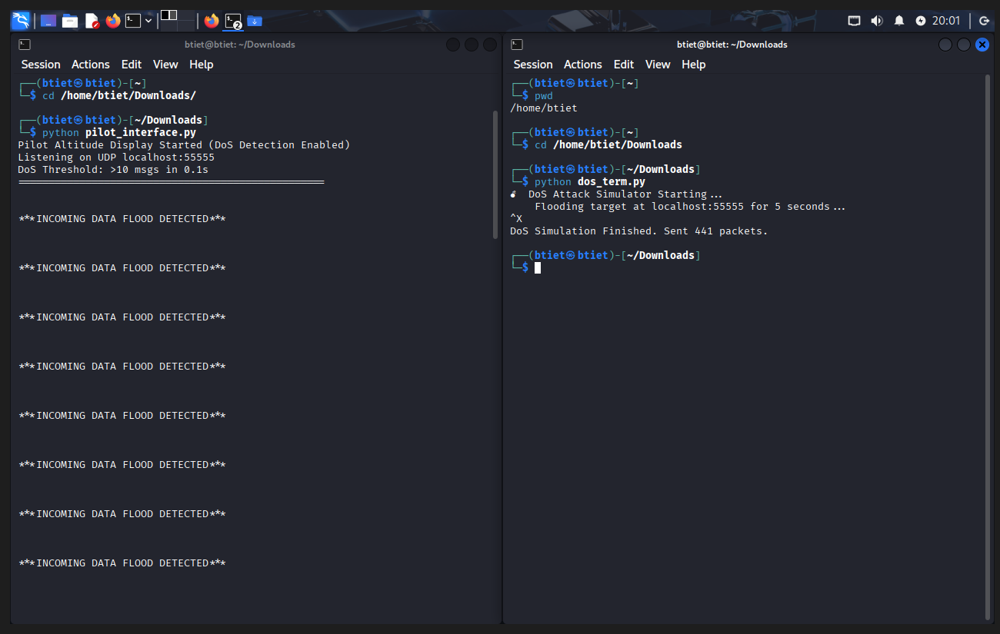 20:01
btiet@btiet: ~/Downloads
Session Actions Edit View Help
┌──(btiet㉿btiet)-[~]
└─$ cd /home/btiet/Downloads/
┌──(btiet㉿btiet)-[~/Downloads]
└─$ python pilot_interface.py
Pilot Altitude Display Started (DoS Detection Enabled)
Listening on UDP localhost:55555
DoS Threshold: >10 msgs in 0.1s
==================================================
***INCOMING DATA FLOOD DETECTED***
***INCOMING DATA FLOOD DETECTED***
***INCOMING DATA FLOOD DETECTED***
***INCOMING DATA FLOOD DETECTED***
***INCOMING DATA FLOOD DETECTED***
***INCOMING DATA FLOOD DETECTED***
***INCOMING DATA FLOOD DETECTED***
***INCOMING DATA FLOOD DETECTED***
btiet@btiet: ~/Downloads
Session Actions Edit View Help
┌──(btiet㉿btiet)-[~]
└─$ pwd
/home/btiet
┌──(btiet㉿btiet)-[~]
└─$ cd /home/btiet/Downloads
┌──(btiet㉿btiet)-[~/Downloads]
└─$ python dos_term.py
💣 DoS Attack Simulator Starting...
Flooding target at localhost:55555 for 5 seconds...
^X
DoS Simulation Finished. Sent 441 packets.
┌──(btiet㉿btiet)-[~/Downloads]
└─$